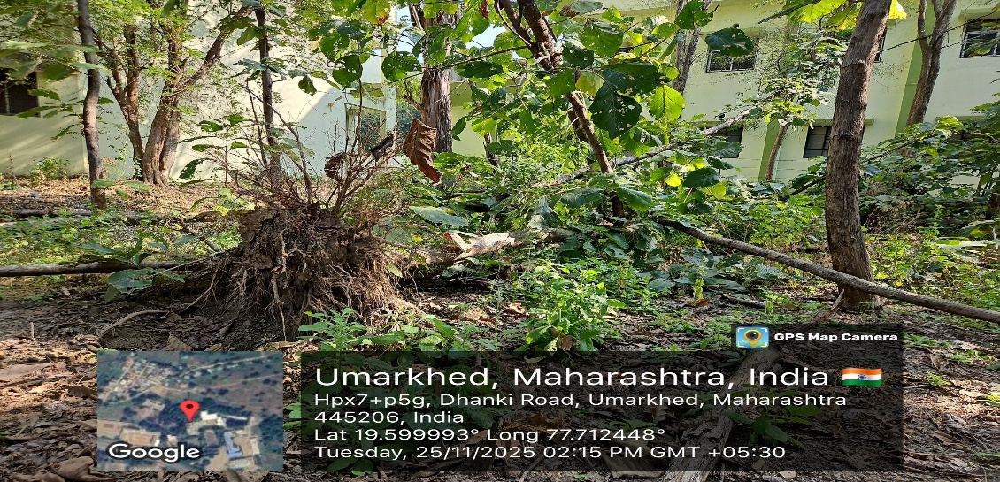 GPS Map Camera
Umarkhed, Maharashtra, India
Hpx7+p5g, Dhanki Road, Umarkhed, Maharashtra
445206, India
Lat 19.599993° Long 77.712448°
Tuesday, 25/11/2025 02:15 PM GMT +05:30
Google